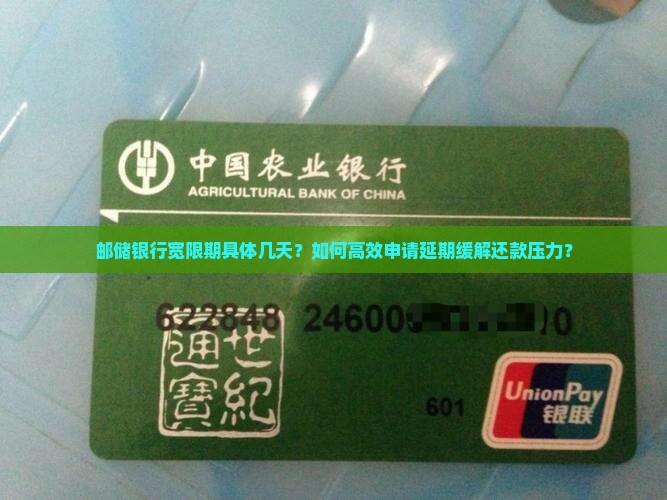 中国农业银行
AGRICULTURAL BANK OF CHINA
邮储银行宽限期具体几天？如何高效申请延期缓解还款压力？
622848 24600 0
世紀
通寶
601
UnionPay
银联